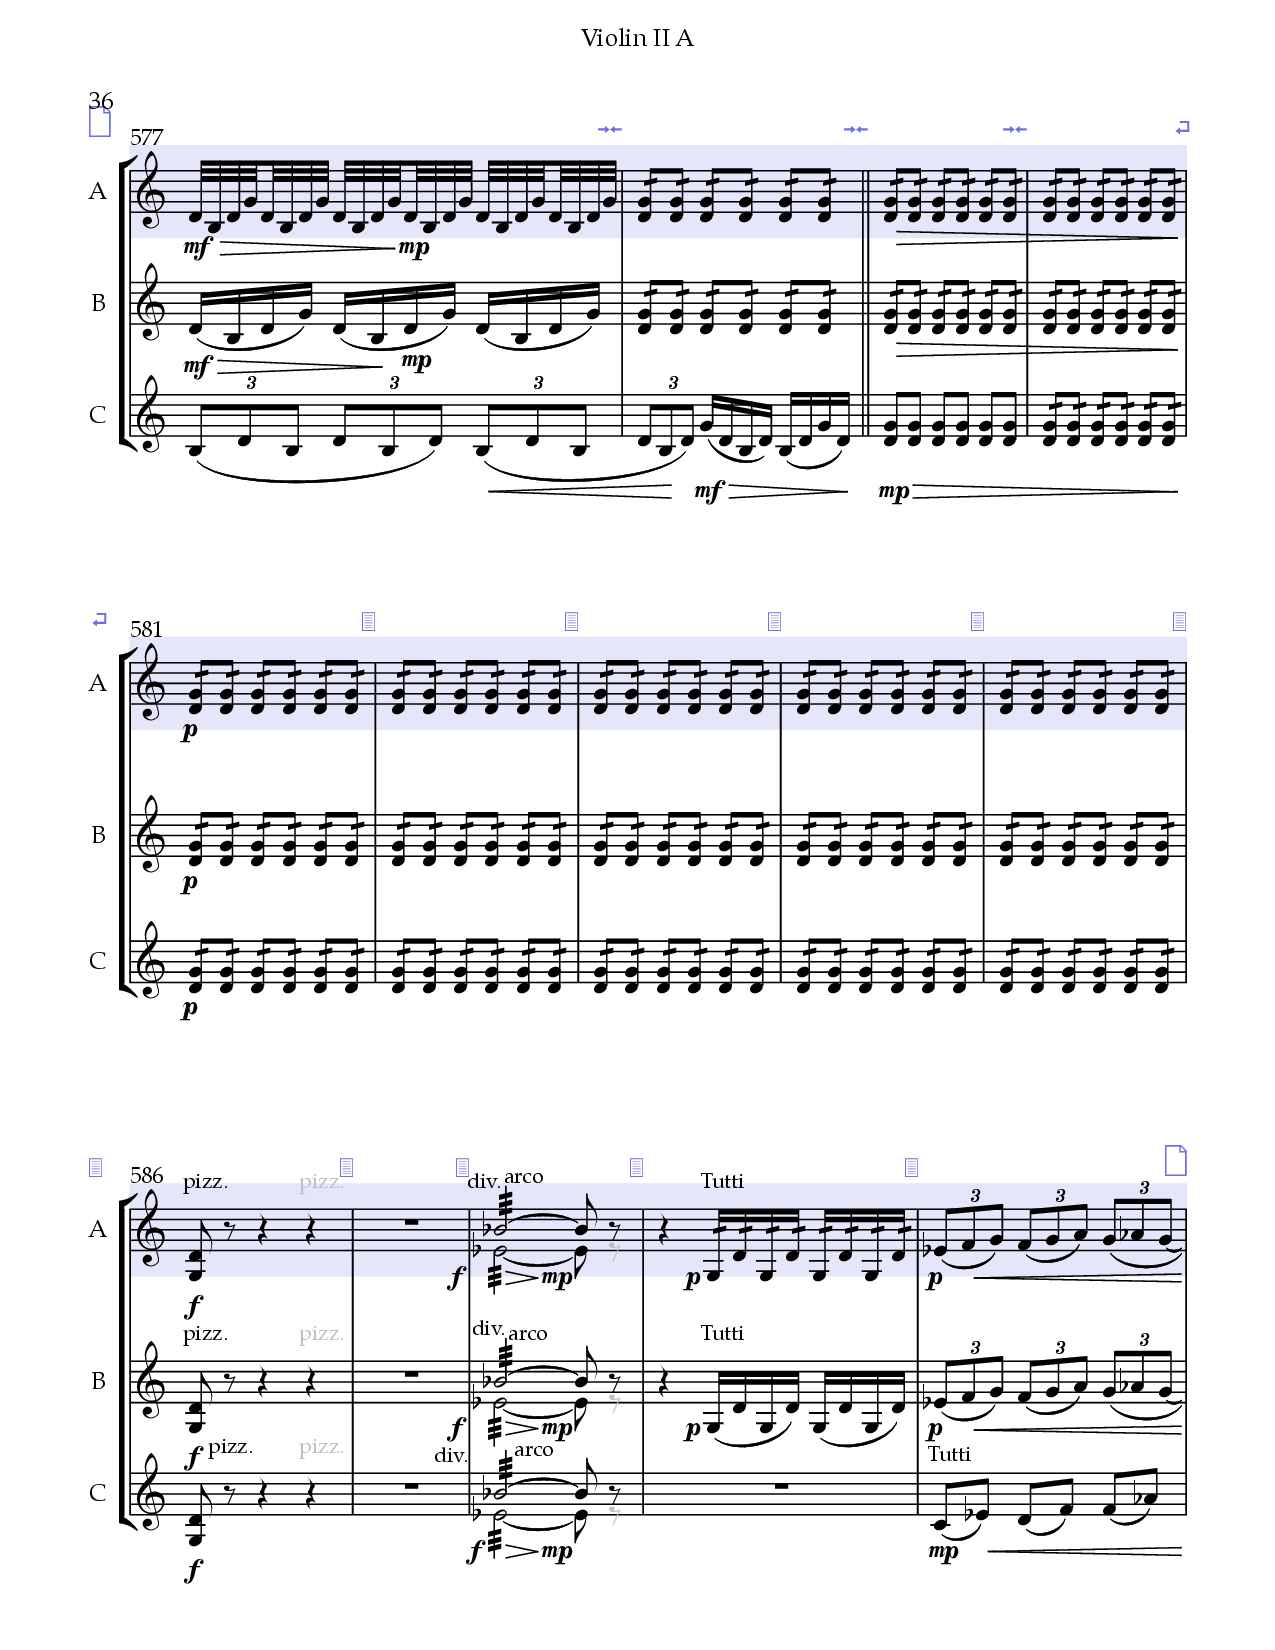 Violin II A
36
577
A
mf mp
B
mf mp
3 3 3 3
C
mf mp
581
A
p
B
p
C
p
586
pizz. pizz. div. arco Tutti
3 3 3
A
f mp p p
f
pizz. pizz. div. arco Tutti
3 3 3
B
f mp p p
f pizz. pizz. div. arco Tutti
C
f mp mp
f